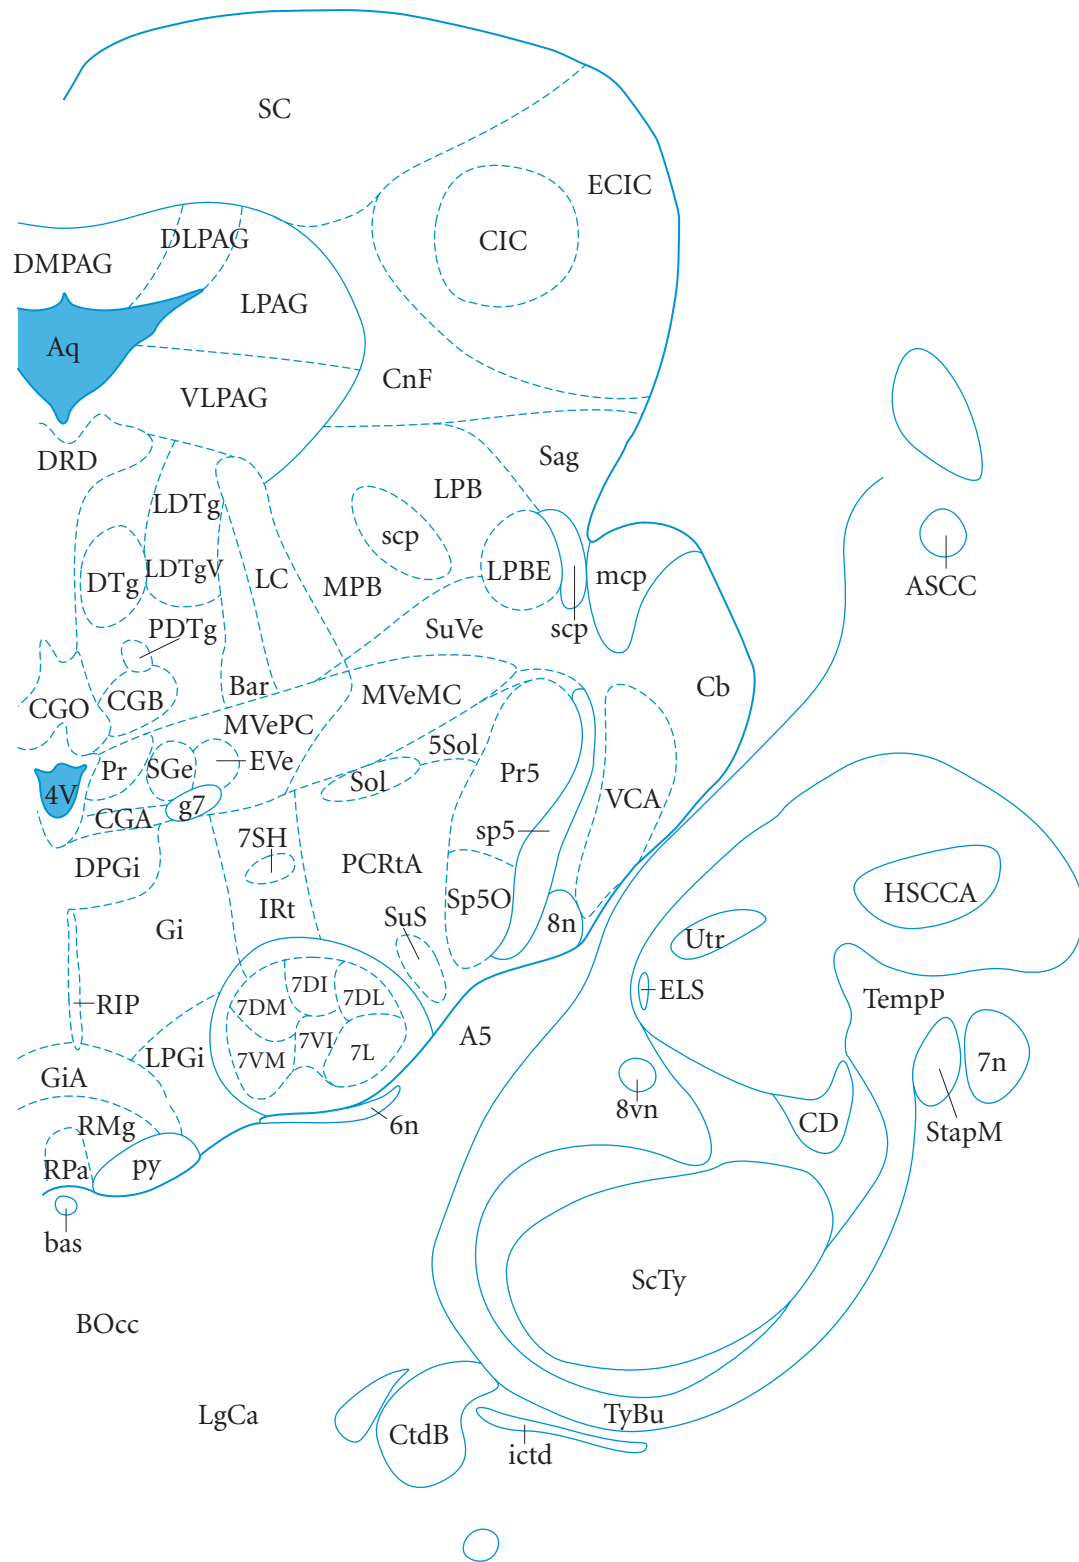 SC
ECIC
DLPAG
CIC
DMPAG
LPAG
Aq
CnF
VLPAG
DRD
Sag
LPB
LDTg
scp
LDTgV
LPBE
mcp
DTg
LC
MPB
ASCC
PDTg
SuVe
scp
Bar
Cb
CGB
MVeMC
CGO
MVePC
5Sol
EVe
Pr
SGe
Pr5
Sol
4V
g7
VCA
CGA
sp5
7SH
DPGi
PCRtA
HSCCA
Sp5O
IRt
SuS
8n
Gi
Utr
7DI
ELS
7DM
7DL
TempP
RIP
A5
7VI
LPGi
7VM
7L
7n
GiA
8vn
RMg
6n
CD
StapM
RPa
py
bas
ScTy
BOcc
LgCa
TyBu
CtdB
ictd